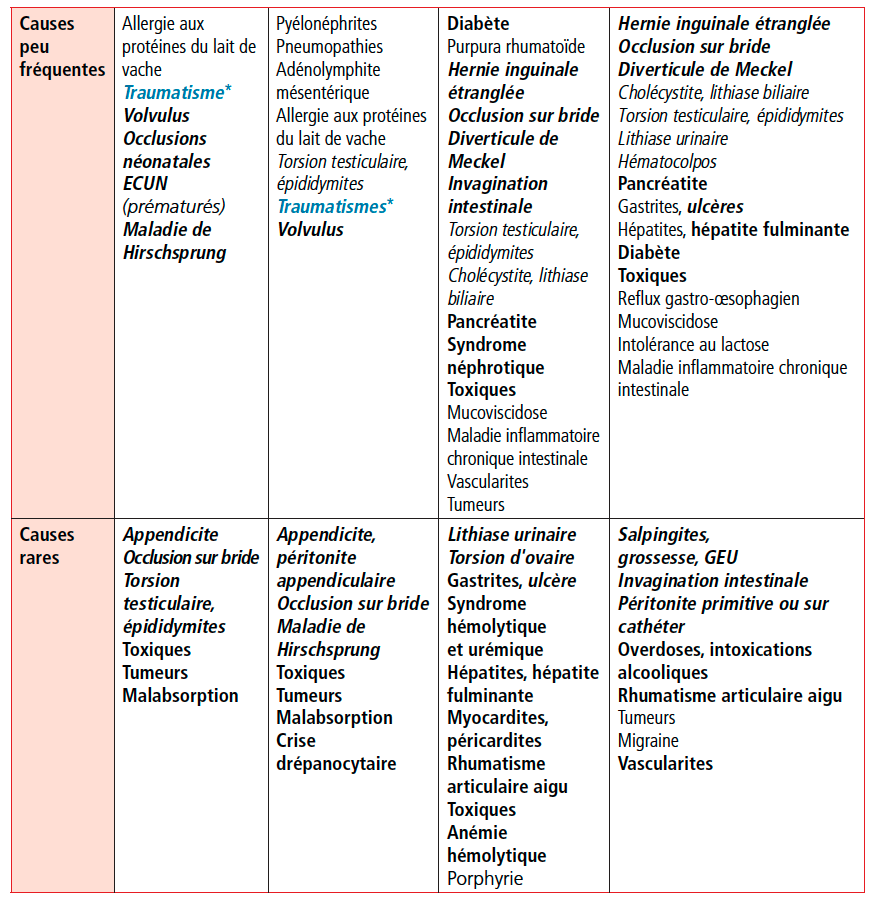 Causes
peu
fréquentes
Allergie aux
protéines du lait de
vache
Traumatisme*
Volvulus
Occlusions
néonatales
ECUN
(prématurés)
Maladie de
Hirschsprung
Pyélonéphrites
Pneumopathies
Adénolymphite
mésentérique
Allergie aux protéines
du lait de vache
Torsion testiculaire,
épididymites
Traumatismes*
Volvulus
Diabète
Purpura rhumatoïde
Hernie inguinale
étranglée
Occlusion sur bride
Diverticule de
Meckel
Invagination
intestinale
Torsion testiculaire,
épididymites
Cholécystite, lithiase
biliaire
Pancréatite
Syndrome
néphrotique
Toxiques
Mucoviscidose
Maladie inflammatoire
chronique intestinale
Vascularites
Tumeurs
Hernie inguinale étranglée
Occlusion sur bride
Diverticule de Meckel
Cholécystite, lithiase biliaire
Torsion testiculaire, épididymites
Lithiase urinaire
Hématocolpos
Pancréatite
Gastrites, ulcères
Hépatites, hépatite fulminante
Diabète
Toxiques
Reflux gastro-œsophagien
Mucoviscidose
Intolérance au lactose
Maladie inflammatoire chronique
intestinale
Causes
rares
Appendicite
Occlusion sur bride
Torsion
testiculaire,
épididymites
Toxiques
Tumeurs
Malabsorption
Appendicite,
péritonite
appendiculaire
Occlusion sur bride
Maladie de
Hirschsprung
Toxiques
Tumeurs
Malabsorption
Crise
drépanocytaire
Lithiase urinaire
Torsion d'ovaire
Gastrites, ulcère
Syndrome
hémolytique
et urémique
Hépatites, hépatite
fulminante
Myocardites,
péricardites
Rhumatisme
articulaire aigu
Toxiques
Anémie
hémolytique
Porphyrie
Salpingites,
grossesse, GEU
Invagination intestinale
Péritonite primitive ou sur
cathéter
Overdoses, intoxications
alcooliques
Rhumatisme articulaire aigu
Tumeurs
Migraine
Vascularites